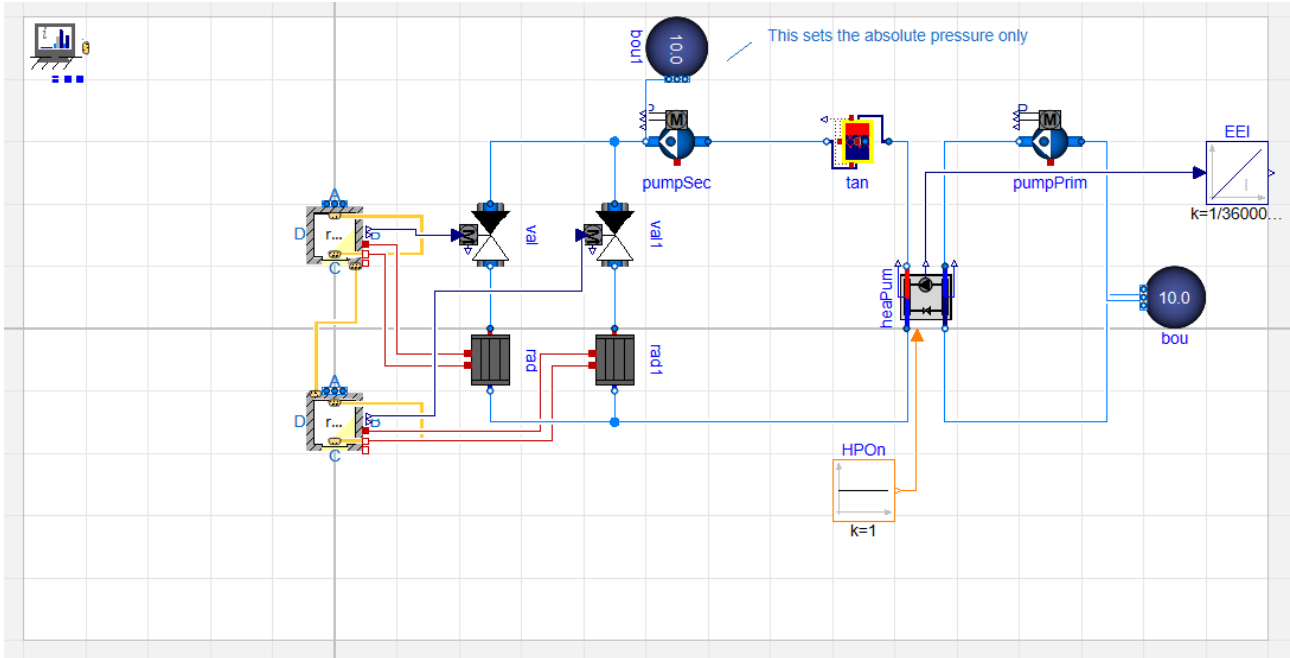 i
bou1
10.0
This sets the absolute pressure only
P
M
pumpSec
tan
P
M
pumpPrim
EEI
I
k=1/36000...
A
D
r...
B
C
M
val
M
val1
heaPum
10.0
bou
rad
rad1
A
D
r...
B
C
HPOn
k=1